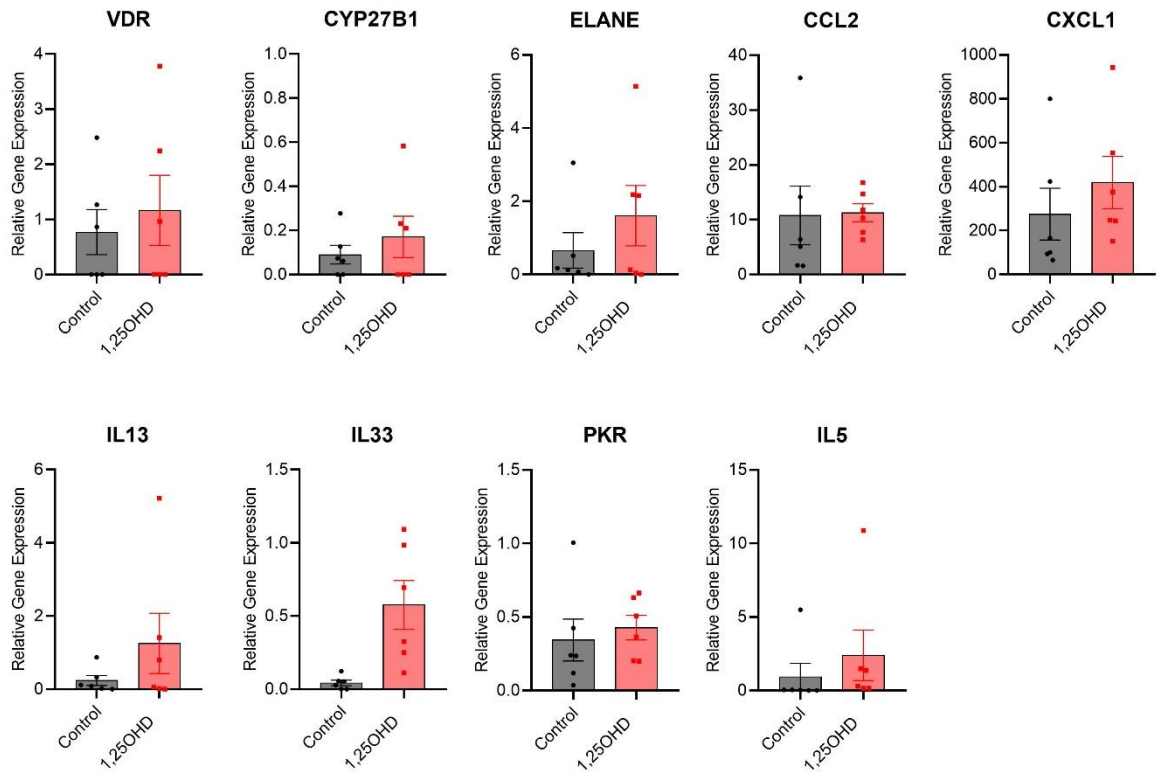 VDR
CYP27B1
ELANE
CCL2
CXCL1
Relative Gene Expression
4
3
2
1
0
Control
1,25OHD
Relative Gene Expression
1.0
0.8
0.6
0.4
0.2
0.0
Control
1,25OHD
Relative Gene Expression
6
4
2
0
Control
1,25OHD
Relative Gene Expression
40
30
20
10
0
Control
1,25OHD
Relative Gene Expression
1000
800
600
400
200
0
Control
1,25OHD
IL13
IL33
PKR
IL5
Relative Gene Expression
6
4
2
0
Control
1,25OHD
Relative Gene Expression
1.5
1.0
0.5
0.0
Control
1,25OHD
Relative Gene Expression
1.5
1.0
0.5
0.0
Control
1,25OHD
Relative Gene Expression
15
10
5
0
Control
1,25OHD